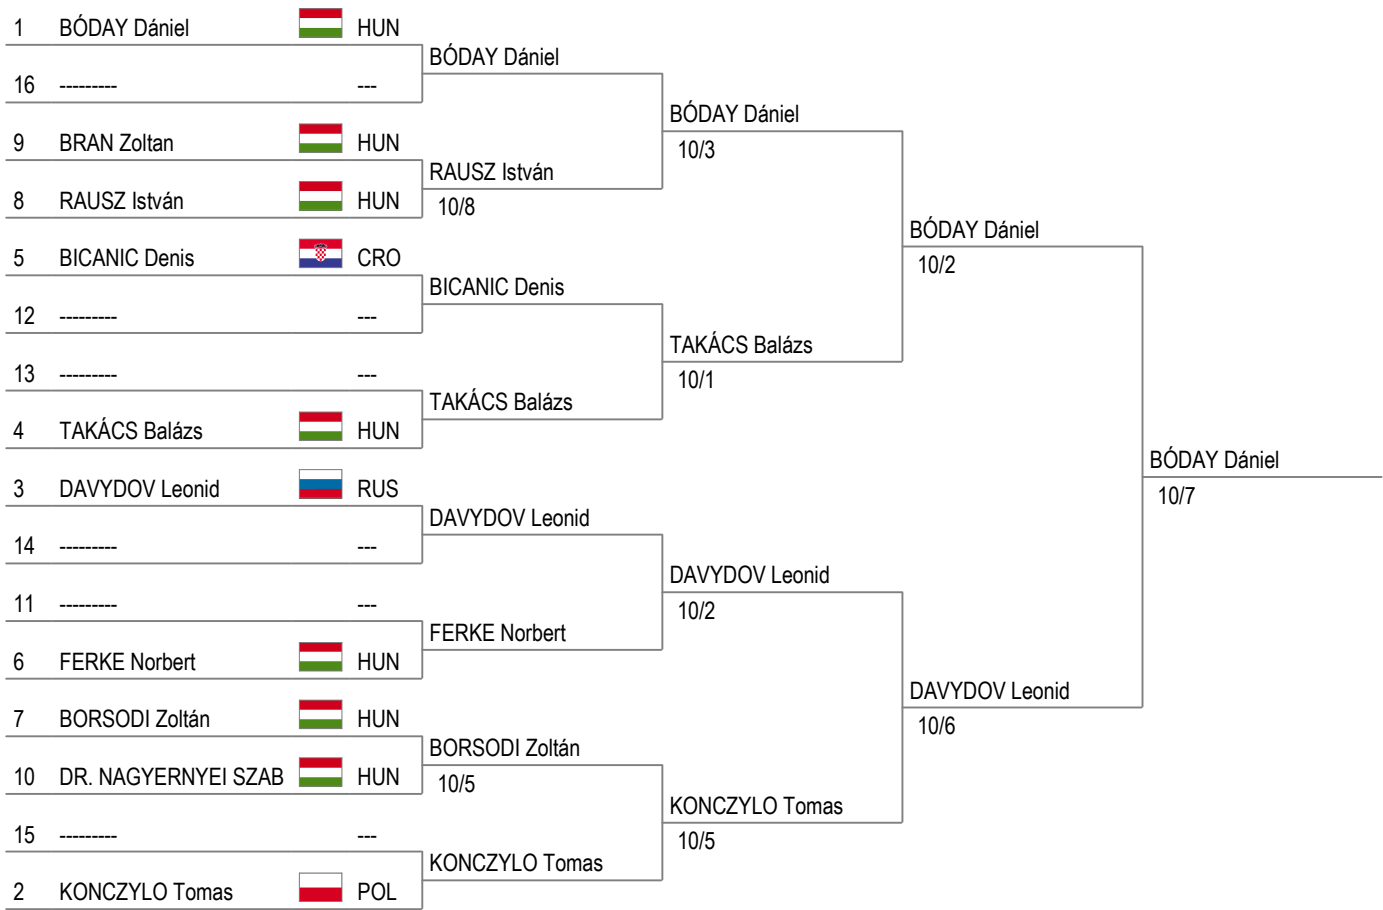 1 BÓDAY Dániel HUN
BÓDAY Dániel
16 --------- ---
BÓDAY Dániel
10/3
9 BRAN Zoltan HUN
RAUSZ István
10/8
8 RAUSZ István HUN
BÓDAY Dániel
10/2
5 BICANIC Denis CRO
BICANIC Denis
12 --------- ---
TAKÁCS Balázs
10/1
13 --------- ---
TAKÁCS Balázs
4 TAKÁCS Balázs HUN
BÓDAY Dániel
10/7
3 DAVYDOV Leonid RUS
DAVYDOV Leonid
14 --------- ---
DAVYDOV Leonid
10/2
11 --------- ---
FERKE Norbert
6 FERKE Norbert HUN
DAVYDOV Leonid
10/6
7 BORSODI Zoltán HUN
BORSODI Zoltán
10/5
10 DR. NAGYERNYEI SZAB HUN
KONCZYLO Tomas
10/5
15 --------- ---
KONCZYLO Tomas
2 KONCZYLO Tomas POL